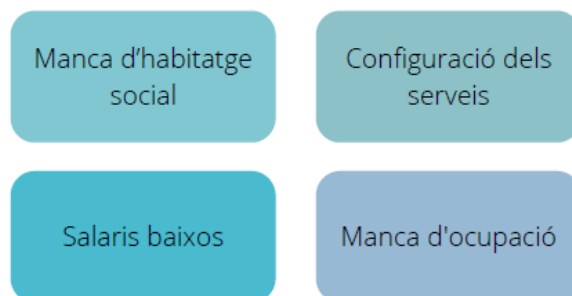 Manca d’habitatge
social
Configuració dels
serveis
Salaris baixos
Manca d'ocupació